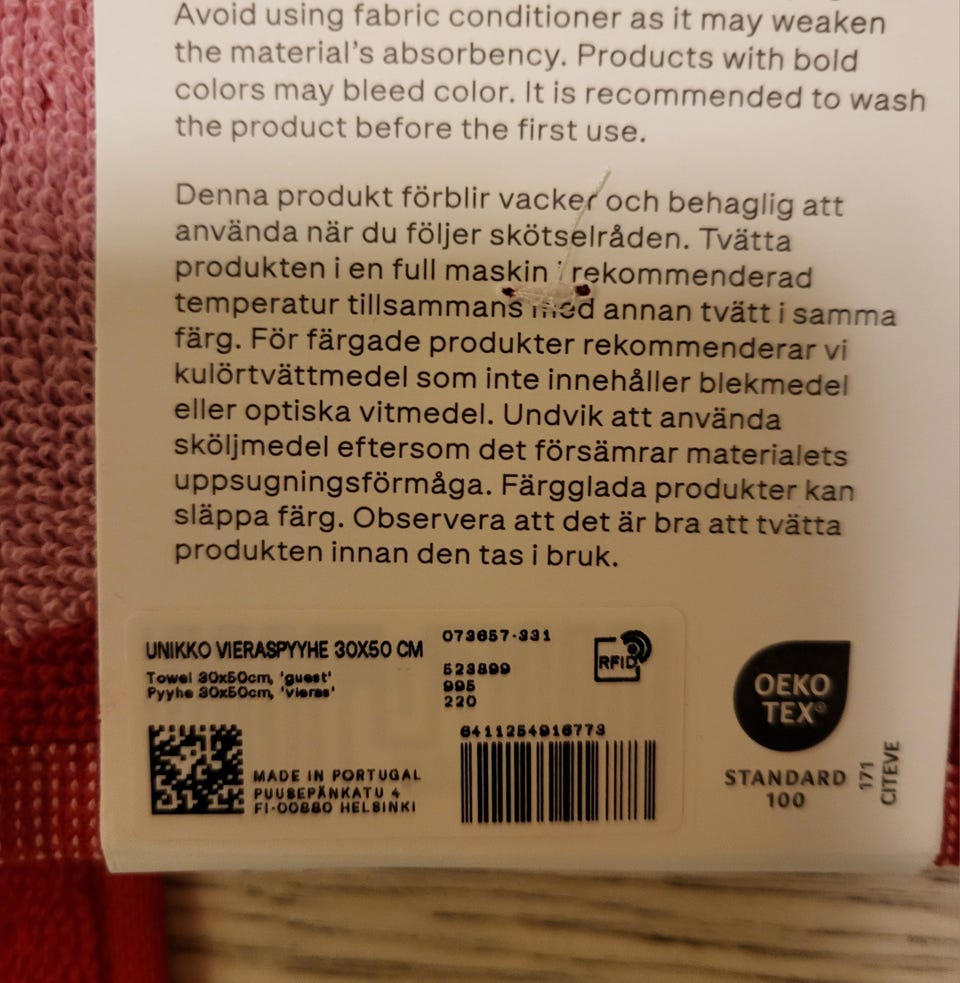 Avoid using fabric conditioner as it may weaken
the material's absorbency. Products with bold
colors may bleed color. It is recommended to wash
the product before the first use.
Denna produkt förblir vacker och behaglig att
använda när du följer skötselråden. Tvätta
produkten i en full maskin i rekommenderad
temperatur tillsammans med annan tvätt i samma
färg. För färgade produkter rekommenderar vi
kulörtvättmedel som inte innehåller blekmedel
eller optiska vitmedel. Undvik att använda
sköljmedel eftersom det försämrar materialets
uppsugningsförmåga. Färgglada produkter kan
släppa färg. Observera att det är bra att tvätta
produkten innan den tas i bruk.
UNIKKO VIERASPYYHE 30X50 CM
Towel 30x50cm, 'guest'
Pyyhe 30x50cm, 'vieras'
MADE IN PORTUGAL
PUUSEPÄNKATU 4
FI-00880 HELSINKI
073657-331
523899
995
220
6411254916773
RFID
OEKO
TEX®
STANDARD
100
171
CITEVE